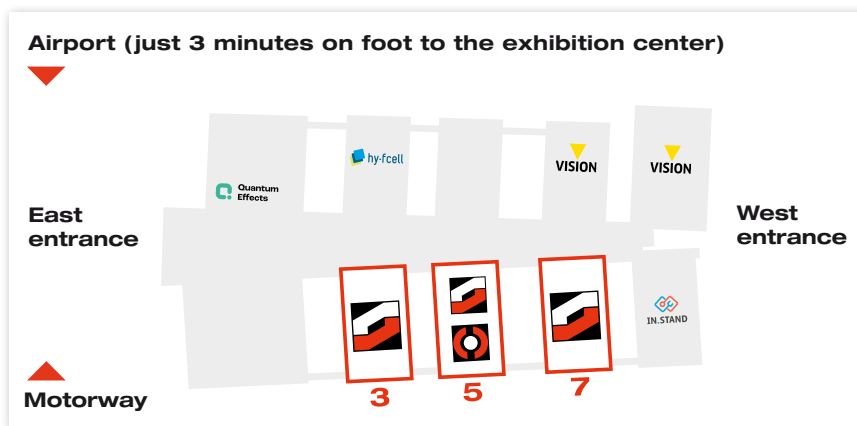 Airport (just 3 minutes on foot to the exhibition center)
hy-fcell
VISION
VISION
Quantum
Effects
East
entrance
West
entrance
IN.STAND
3
5
7
Motorway